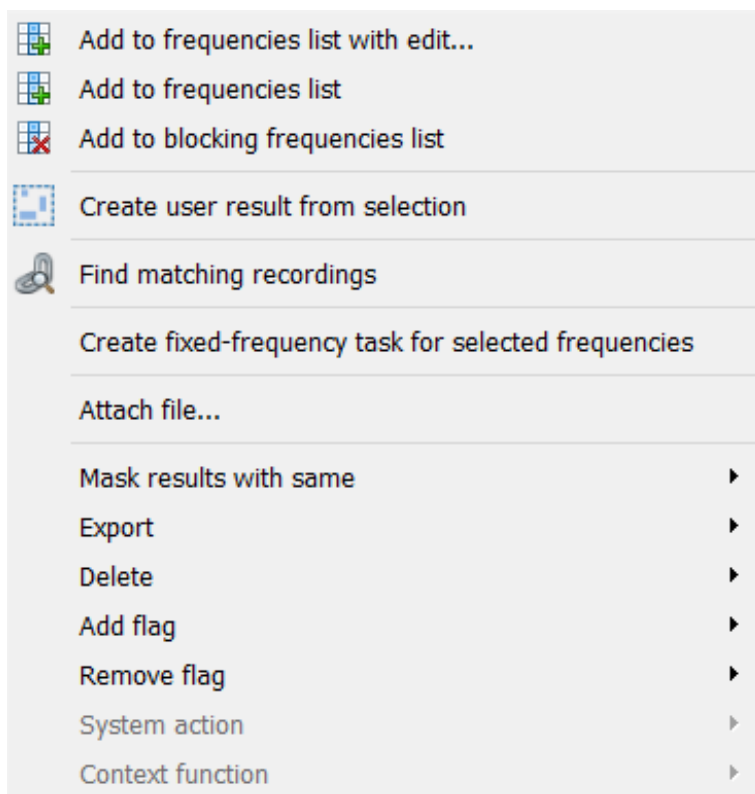 Add to frequencies list with edit...
Add to frequencies list
Add to blocking frequencies list
Create user result from selection
Find matching recordings
Create fixed-frequency task for selected frequencies
Attach file...
Mask results with same
Export
Delete
Add flag
Remove flag
System action
Context function